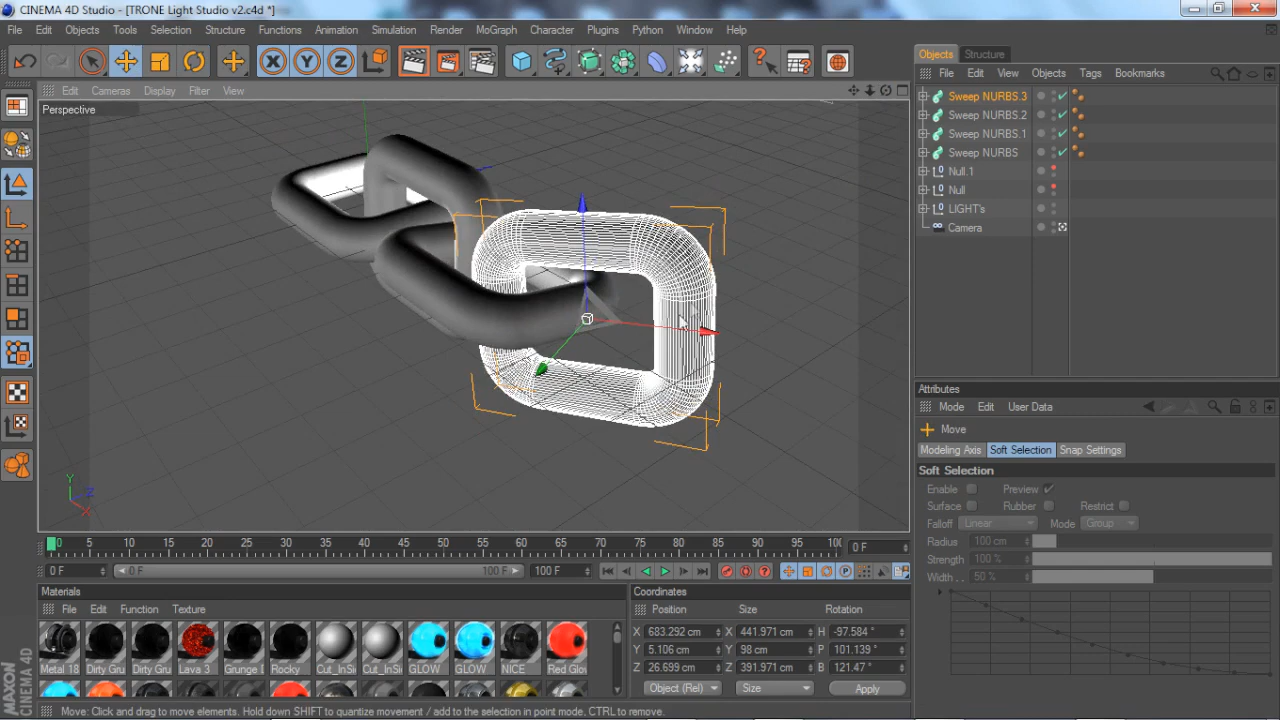 CINEMA 4D Studio - [TRONE Light Studio v2.c4d *]
File Edit Tools Selection Structure Functions Animation Simulation Render MoGraph Character Plugins Python Window Help
Edit Cameras Display Filter View
Perspective
Y
Z
X
0 5 10 15 20 25 30 35 40 45 50 55 60 65 70 75 80 85 90 95 10
0 F
0 F
0 F
100 F
100 F
Materials
File Edit Function Texture
Metal 18 Dirty Gru Dirty Gru Lava 3 Grunge D Rocky Cut_InSi Cut_InSi GLOW GLOW NICE Red Glow
Coordinates
Position Size Rotation
X 683.292 cm X 441.971 cm H -97.584 °
Y 5.106 cm Y 98 cm P 101.139 °
Z 26.699 cm Z 391.971 cm B 121.47 °
Object (Rel) Size Apply
Objects Structure
File Edit View Objects Tags Bookmarks
Sweep NURBS.3
Sweep NURBS.2
Sweep NURBS.1
Sweep NURBS
Null.1
Null
LIGHT's
Camera
Attributes
Mode Edit User Data
Move
Modeling Axis Soft Selection Snap Settings
Soft Selection
Enable Preview
Surface Rubber Restrict
Falloff Linear Mode Group
Radius 100 cm
Strength 100 %
Width . . 50 %
MAXON
CINEMA 4D
Move: Click and drag to move elements. Hold down SHIFT to quantize movement / add to the selection in point mode. CTRL to remove.